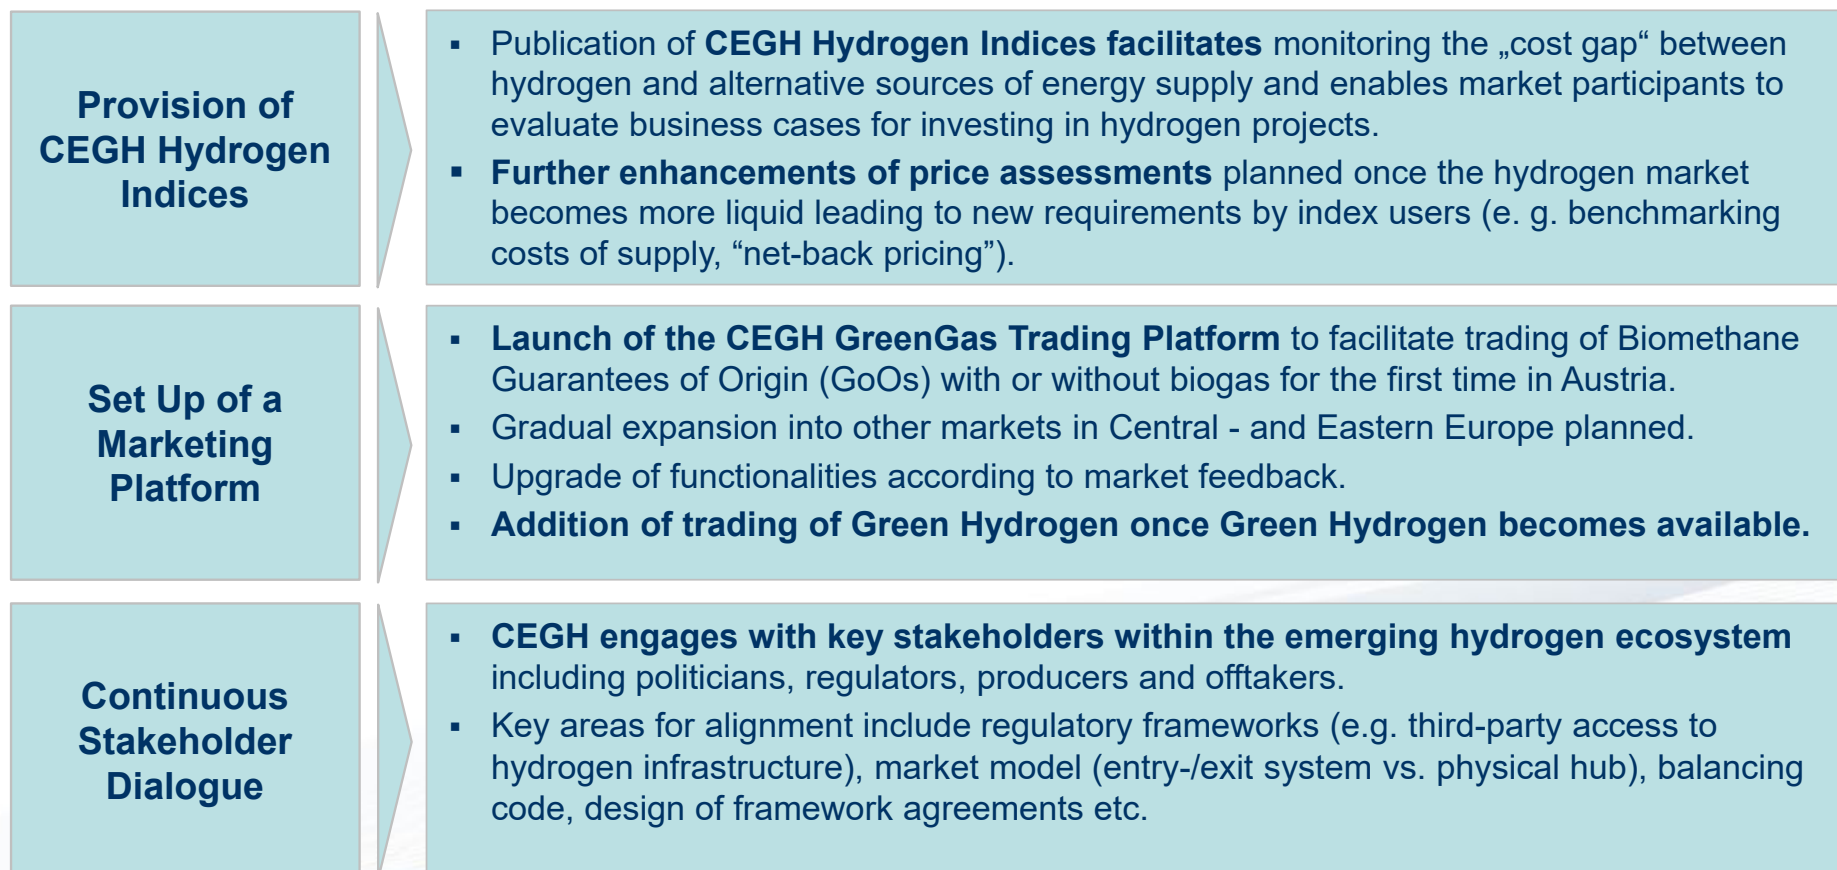 Provision of
CEGH Hydrogen
Indices
▪ Publication of CEGH Hydrogen Indices facilitates monitoring the „cost gap“ between
hydrogen and alternative sources of energy supply and enables market participants to
evaluate business cases for investing in hydrogen projects.
▪ Further enhancements of price assessments planned once the hydrogen market
becomes more liquid leading to new requirements by index users (e. g. benchmarking
costs of supply, “net-back pricing”).
Set Up of a
Marketing
Platform
▪ Launch of the CEGH GreenGas Trading Platform to facilitate trading of Biomethane
Guarantees of Origin (GoOs) with or without biogas for the first time in Austria.
▪ Gradual expansion into other markets in Central - and Eastern Europe planned.
▪ Upgrade of functionalities according to market feedback.
▪ Addition of trading of Green Hydrogen once Green Hydrogen becomes available.
Continuous
Stakeholder
Dialogue
▪ CEGH engages with key stakeholders within the emerging hydrogen ecosystem
including politicians, regulators, producers and offtakers.
▪ Key areas for alignment include regulatory frameworks (e.g. third-party access to
hydrogen infrastructure), market model (entry-/exit system vs. physical hub), balancing
code, design of framework agreements etc.